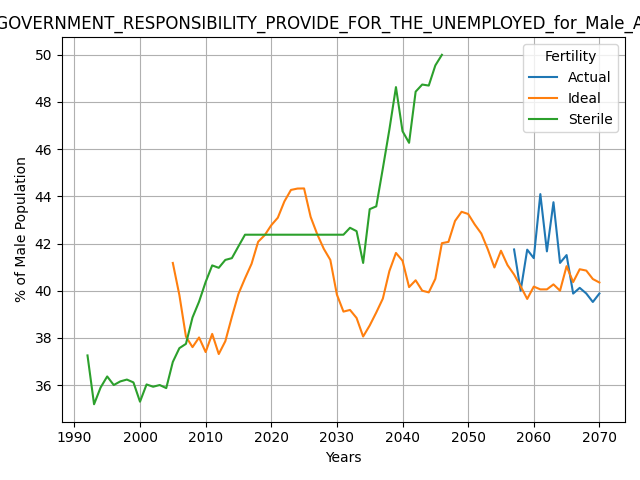 GOVERNMENT_RESPONSIBILITY_PROVIDE_FOR_THE_UNEMPLOYED_for_Male_A
Fertility
Actual
Ideal
Sterile
% of Male Population
50
48
46
44
42
40
38
36
1990
2000
2010
2020
2030
2040
2050
2060
2070
Years